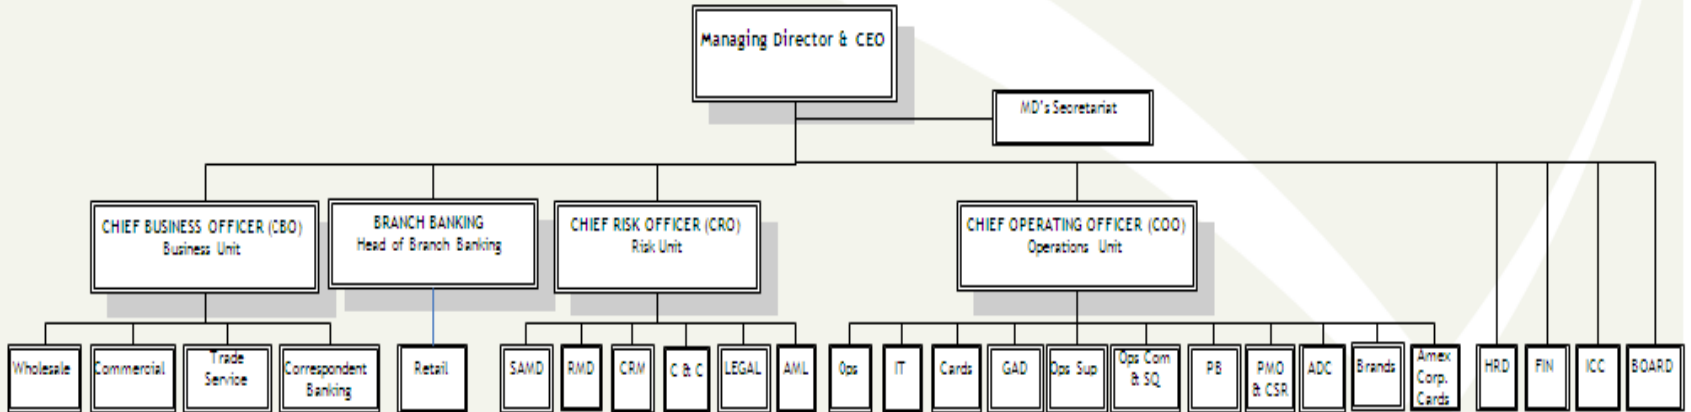 Managing Director & CEO
MD's Secretariat
CHIEF BUSINESS OFFICER (CBO)
Business Unit
BRANCH BANKING
Head of Branch Banking
CHIEF RISK OFFICER (CRO)
Risk Unit
CHIEF OPERATING OFFICER (COO)
Operations Unit
Wholesale
Commercial
Trade
Service
Correspondent
Banking
Retail
SAMD
RMD
CRM
C & C
LEGAL
AML
Ops
IT
Cards
GAD
Ops Sup
Ops Com
& SQ
PB
PMO
& CSR
ADC
Brands
Amex
Corp.
Cards
HRD
FIN
ICC
BOARD